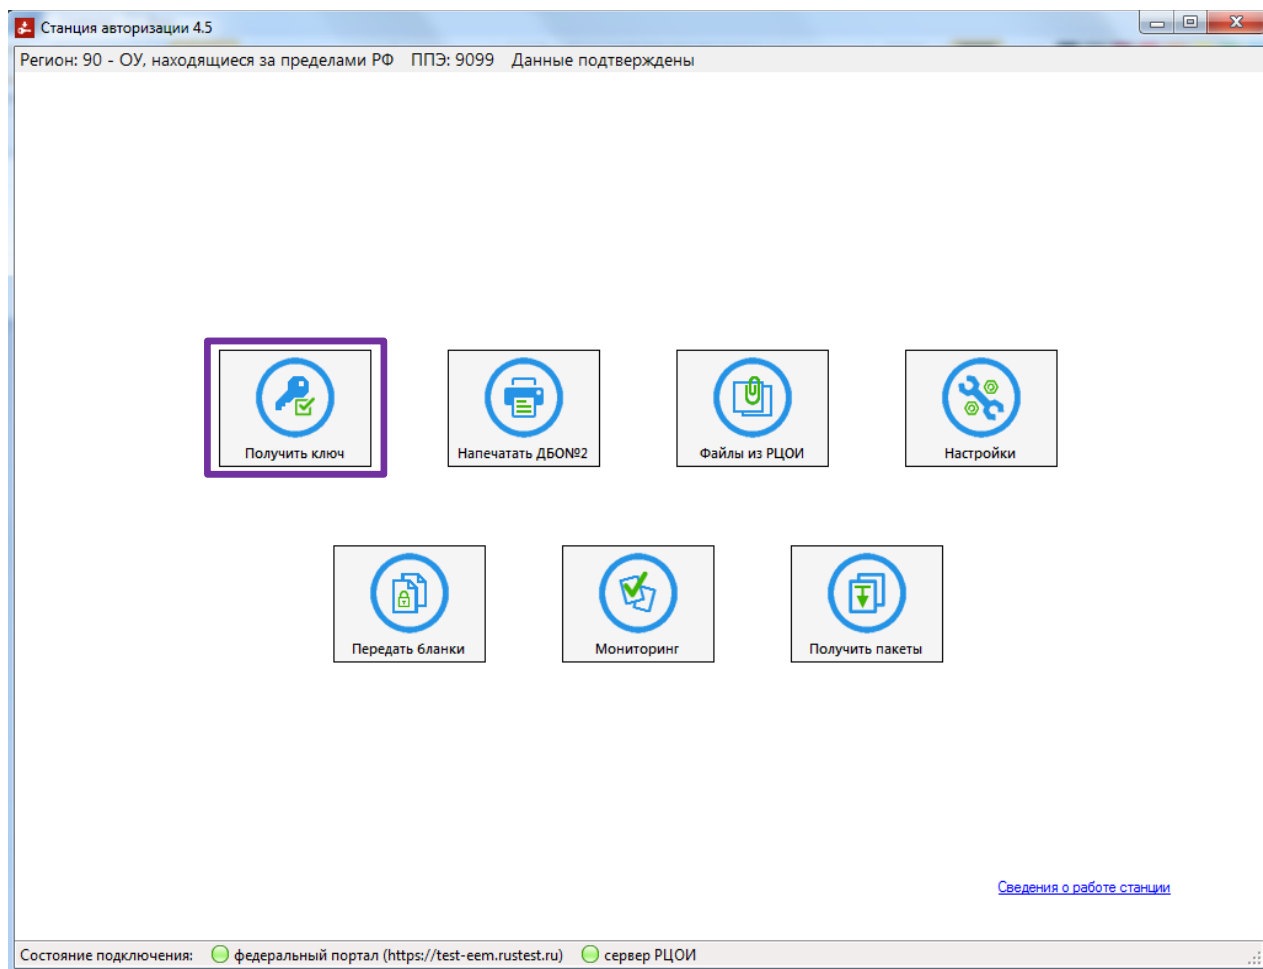 Станция авторизации 4.5
Регион: 90 - ОУ, находящиеся за пределами РФ ППЭ: 9099 Данные подтверждены
Получить ключ
Напечатать ДБО№2
Файлы из РЦОИ
Настройки
Передать бланки
Мониторинг
Получить пакеты
Сведения о работе станции
Состояние подключения: федеральный портал (https://test-eem.rustest.ru) сервер РЦОИ